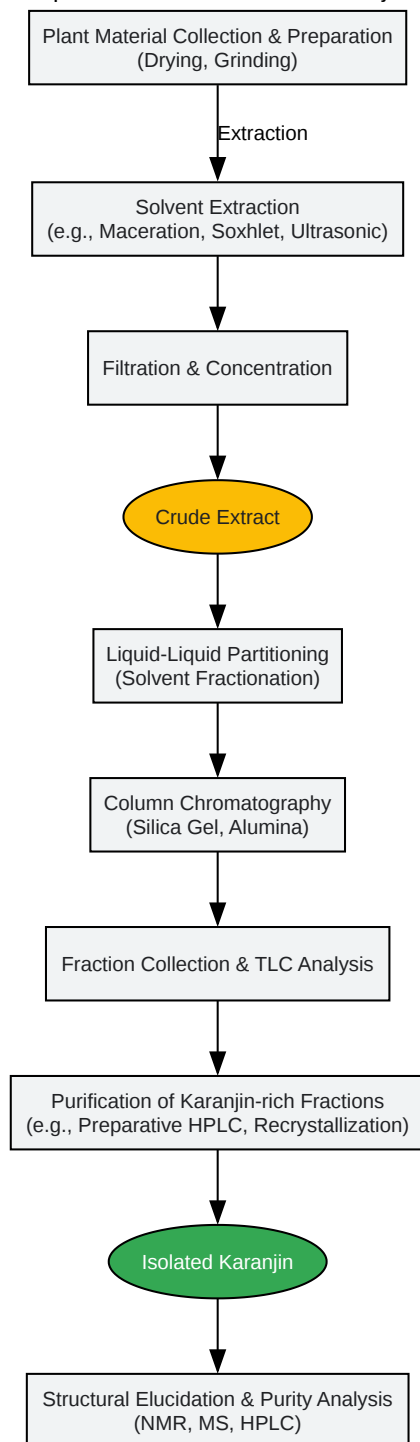 Plant Material Collection & Preparation
(Drying, Grinding)
Extraction
Solvent Extraction
(e.g., Maceration, Soxhlet, Ultrasonic)
Filtration & Concentration
Crude Extract
Liquid-Liquid Partitioning
(Solvent Fractionation)
Column Chromatography
(Silica Gel, Alumina)
Fraction Collection & TLC Analysis
Purification of Karanjin-rich Fractions
(e.g., Preparative HPLC, Recrystallization)
Isolated Karanjin
Structural Elucidation & Purity Analysis
(NMR, MS, HPLC)